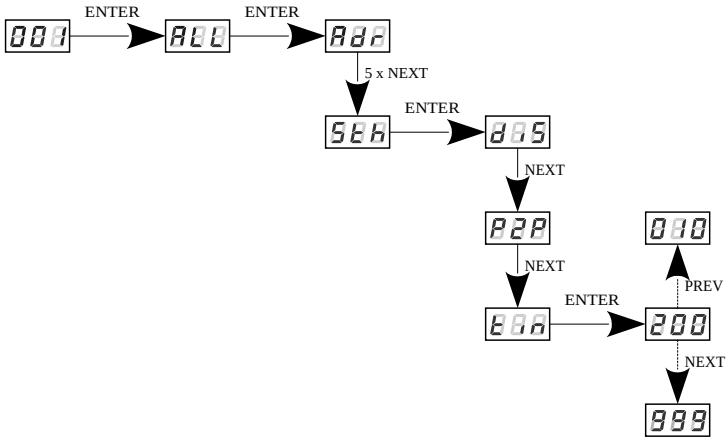 ENTER ENTER
001 ALL Adr
5 x NEXT
ENTER
Sth diS
NEXT
P2P 010
NEXT PREV
ENTER
tin 200
NEXT
999